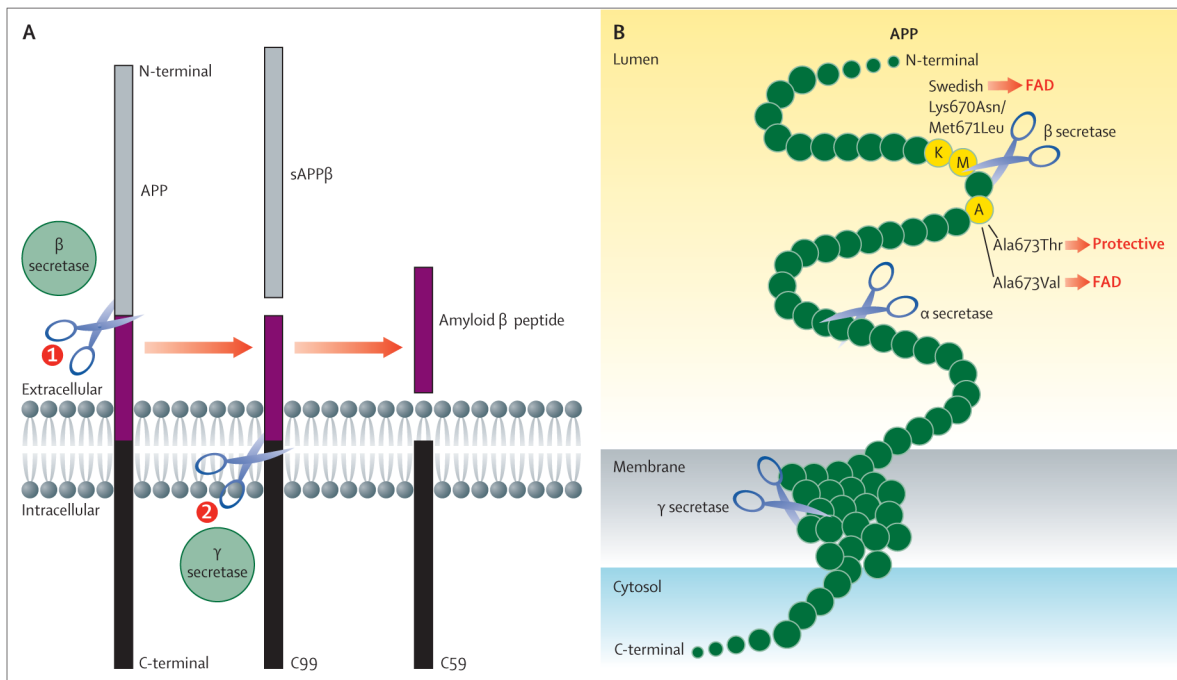 A
N-terminal
APP
sAPPβ
β
secretase
1
Amyloid β peptide
Extracellular
Intracellular
2
γ
secretase
C-terminal
C99
C59
B
APP
Lumen
N-terminal
Swedish
FAD
Lys670Asn/
Met671Leu
β secretase
K
M
A
Ala673Thr
Protective
Ala673Val
FAD
α secretase
Membrane
γ secretase
Cytosol
C-terminal